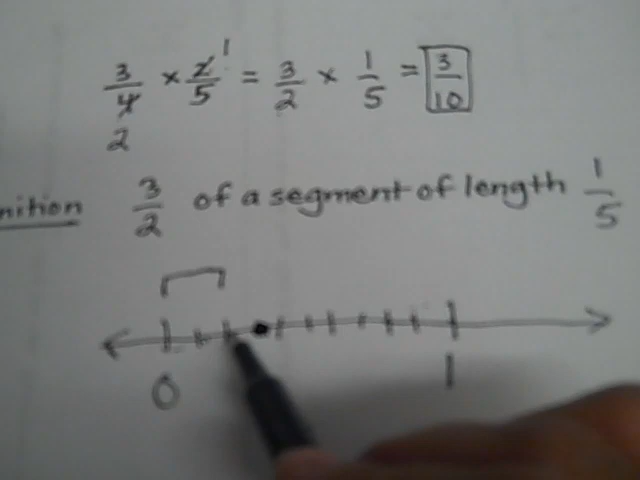 3/4 × 2/5 = 3/2 × 1/5 = 3/10
2 1
nition 3/2 of a segment of length 1/5
0 1